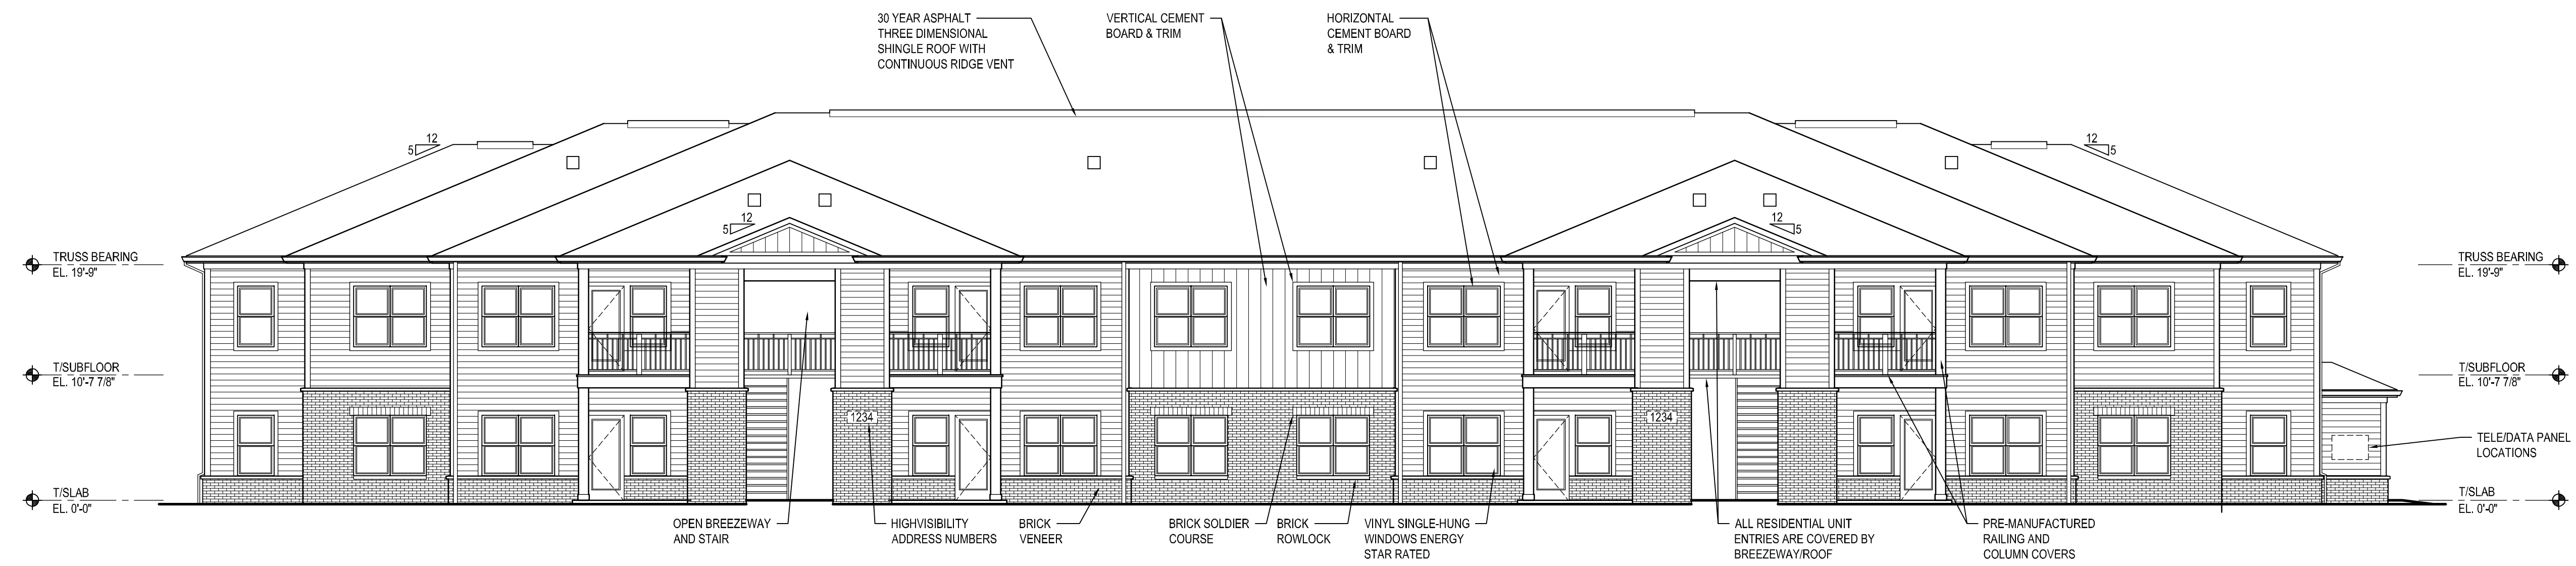 30 YEAR ASPHALT
THREE DIMENSIONAL
SHINGLE ROOF WITH
CONTINUOUS RIDGE VENT
VERTICAL CEMENT
BOARD & TRIM
HORIZONTAL
CEMENT BOARD
& TRIM
12
5
12
5
12
5
12
5
TRUSS BEARING
EL. 19'-9"
TRUSS BEARING
EL. 19'-9"
T/SUBFLOOR
EL. 10'-7 7/8"
T/SUBFLOOR
EL. 10'-7 7/8"
1234
1234
TELE/DATA PANEL
LOCATIONS
T/SLAB
EL. 0'-0"
T/SLAB
EL. 0'-0"
OPEN BREEZEWAY
AND STAIR
HIGHVISIBILITY
ADDRESS NUMBERS
BRICK
VENEER
BRICK SOLDIER
COURSE
BRICK
ROWLOCK
VINYL SINGLE-HUNG
WINDOWS ENERGY
STAR RATED
ALL RESIDENTIAL UNIT
ENTRIES ARE COVERED BY
BREEZEWAY/ROOF
PRE-MANUFACTURED
RAILING AND
COLUMN COVERS